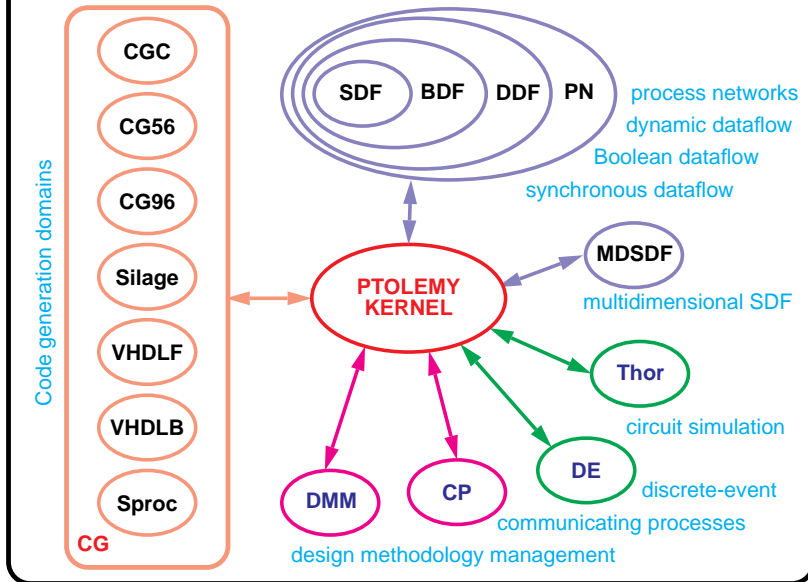 Code generation domains
CGC
CG56
CG96
Silage
VHDLF
VHDLB
Sproc
CG
SDF
BDF
DDF
PN
process networks
dynamic dataflow
Boolean dataflow
synchronous dataflow
PTOLEMY
KERNEL
MDSDF
multidimensional SDF
Thor
circuit simulation
DE
discrete-event
CP
communicating processes
DMM
design methodology management